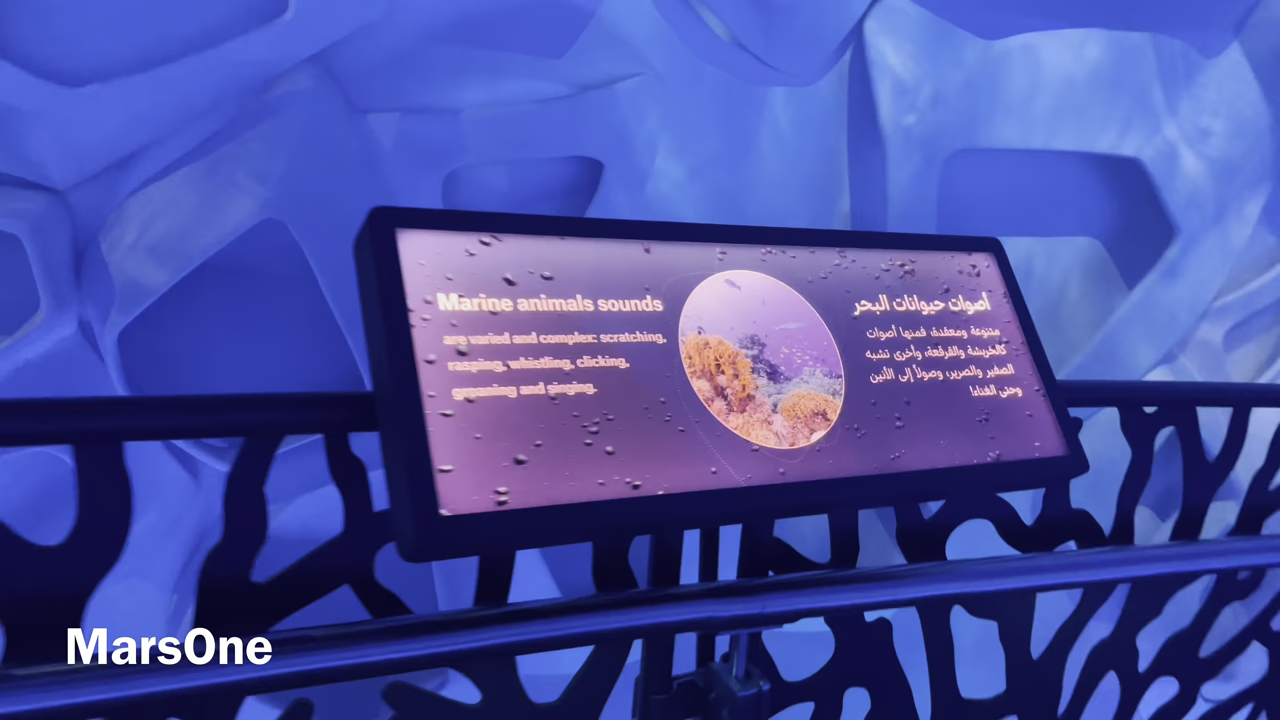 Marine animals sounds
are varied and complex: scratching,
rasping, whistling, clicking,
groaning and singing.
أصوات حيوانات البحر
متنوعة ومعقدة، فمنها أصوات
كالخربشة والقرقعة، وأخرى تشبه
الصفير والصرير، وصولاً إلى الأنين
وحتى الغناء!
MarsOne